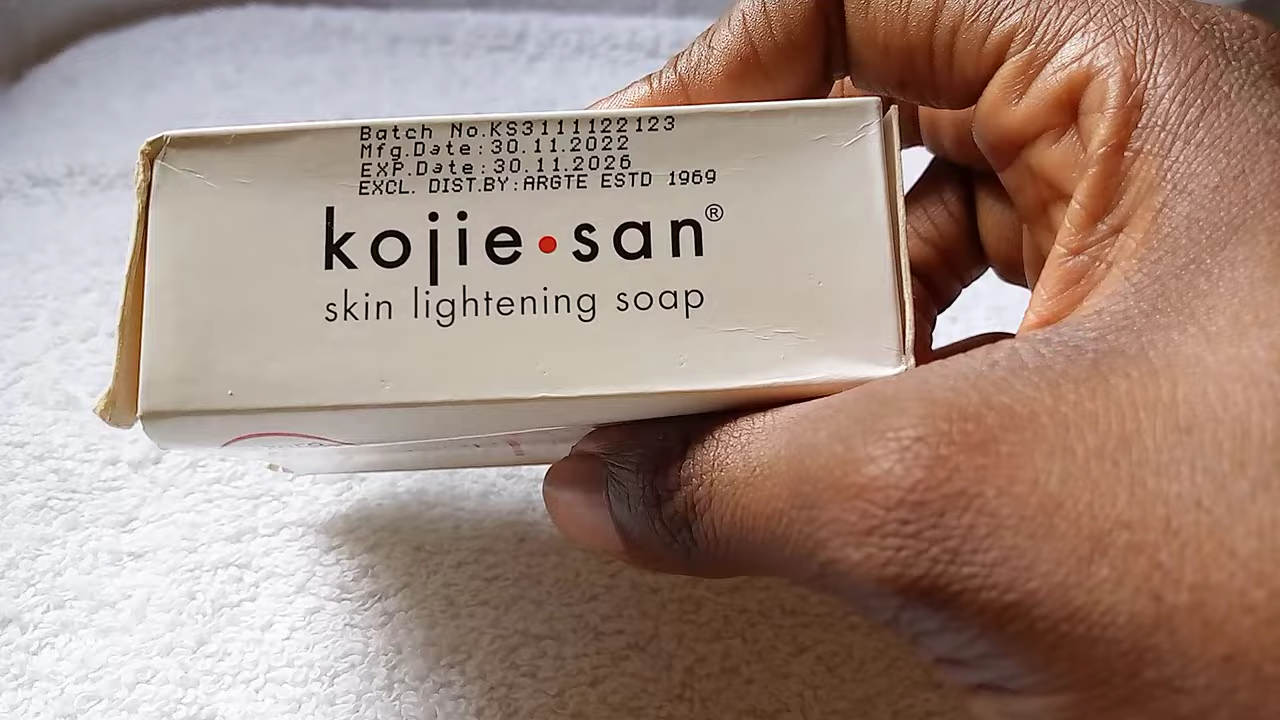 Batch No.KS3111122123
Mfg.Date:30.11.2022
EXP.Date:30.11.2026
EXCL. DIST.BY:ARGTE ESTD 1969
kojie•san®
skin lightening soap